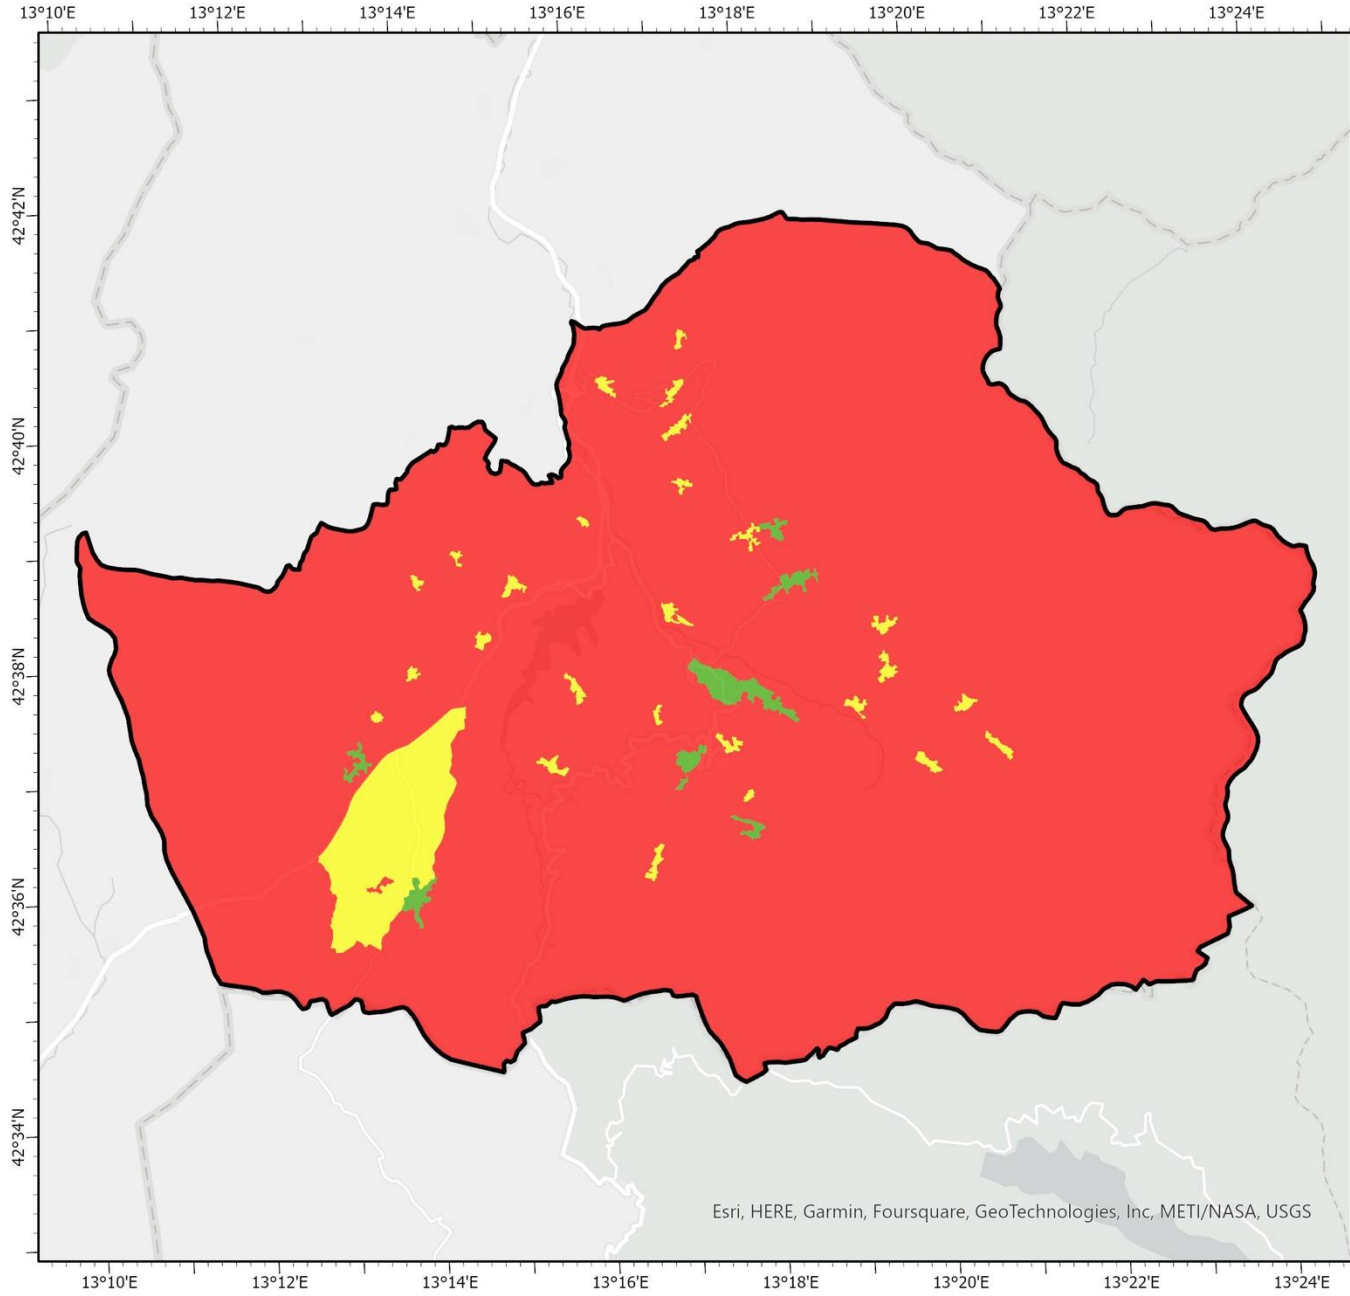 13°10'E 13°12'E 13°14'E 13°16'E 13°18'E 13°20'E 13°22'E 13°24'E
42°42'N
42°40'N
42°38'N
42°36'N
42°34'N
Esri, HERE, Garmin, Foursquare, GeoTechnologies, Inc, METI/NASA, USGS
13°10'E 13°12'E 13°14'E 13°16'E 13°18'E 13°20'E 13°22'E 13°24'E